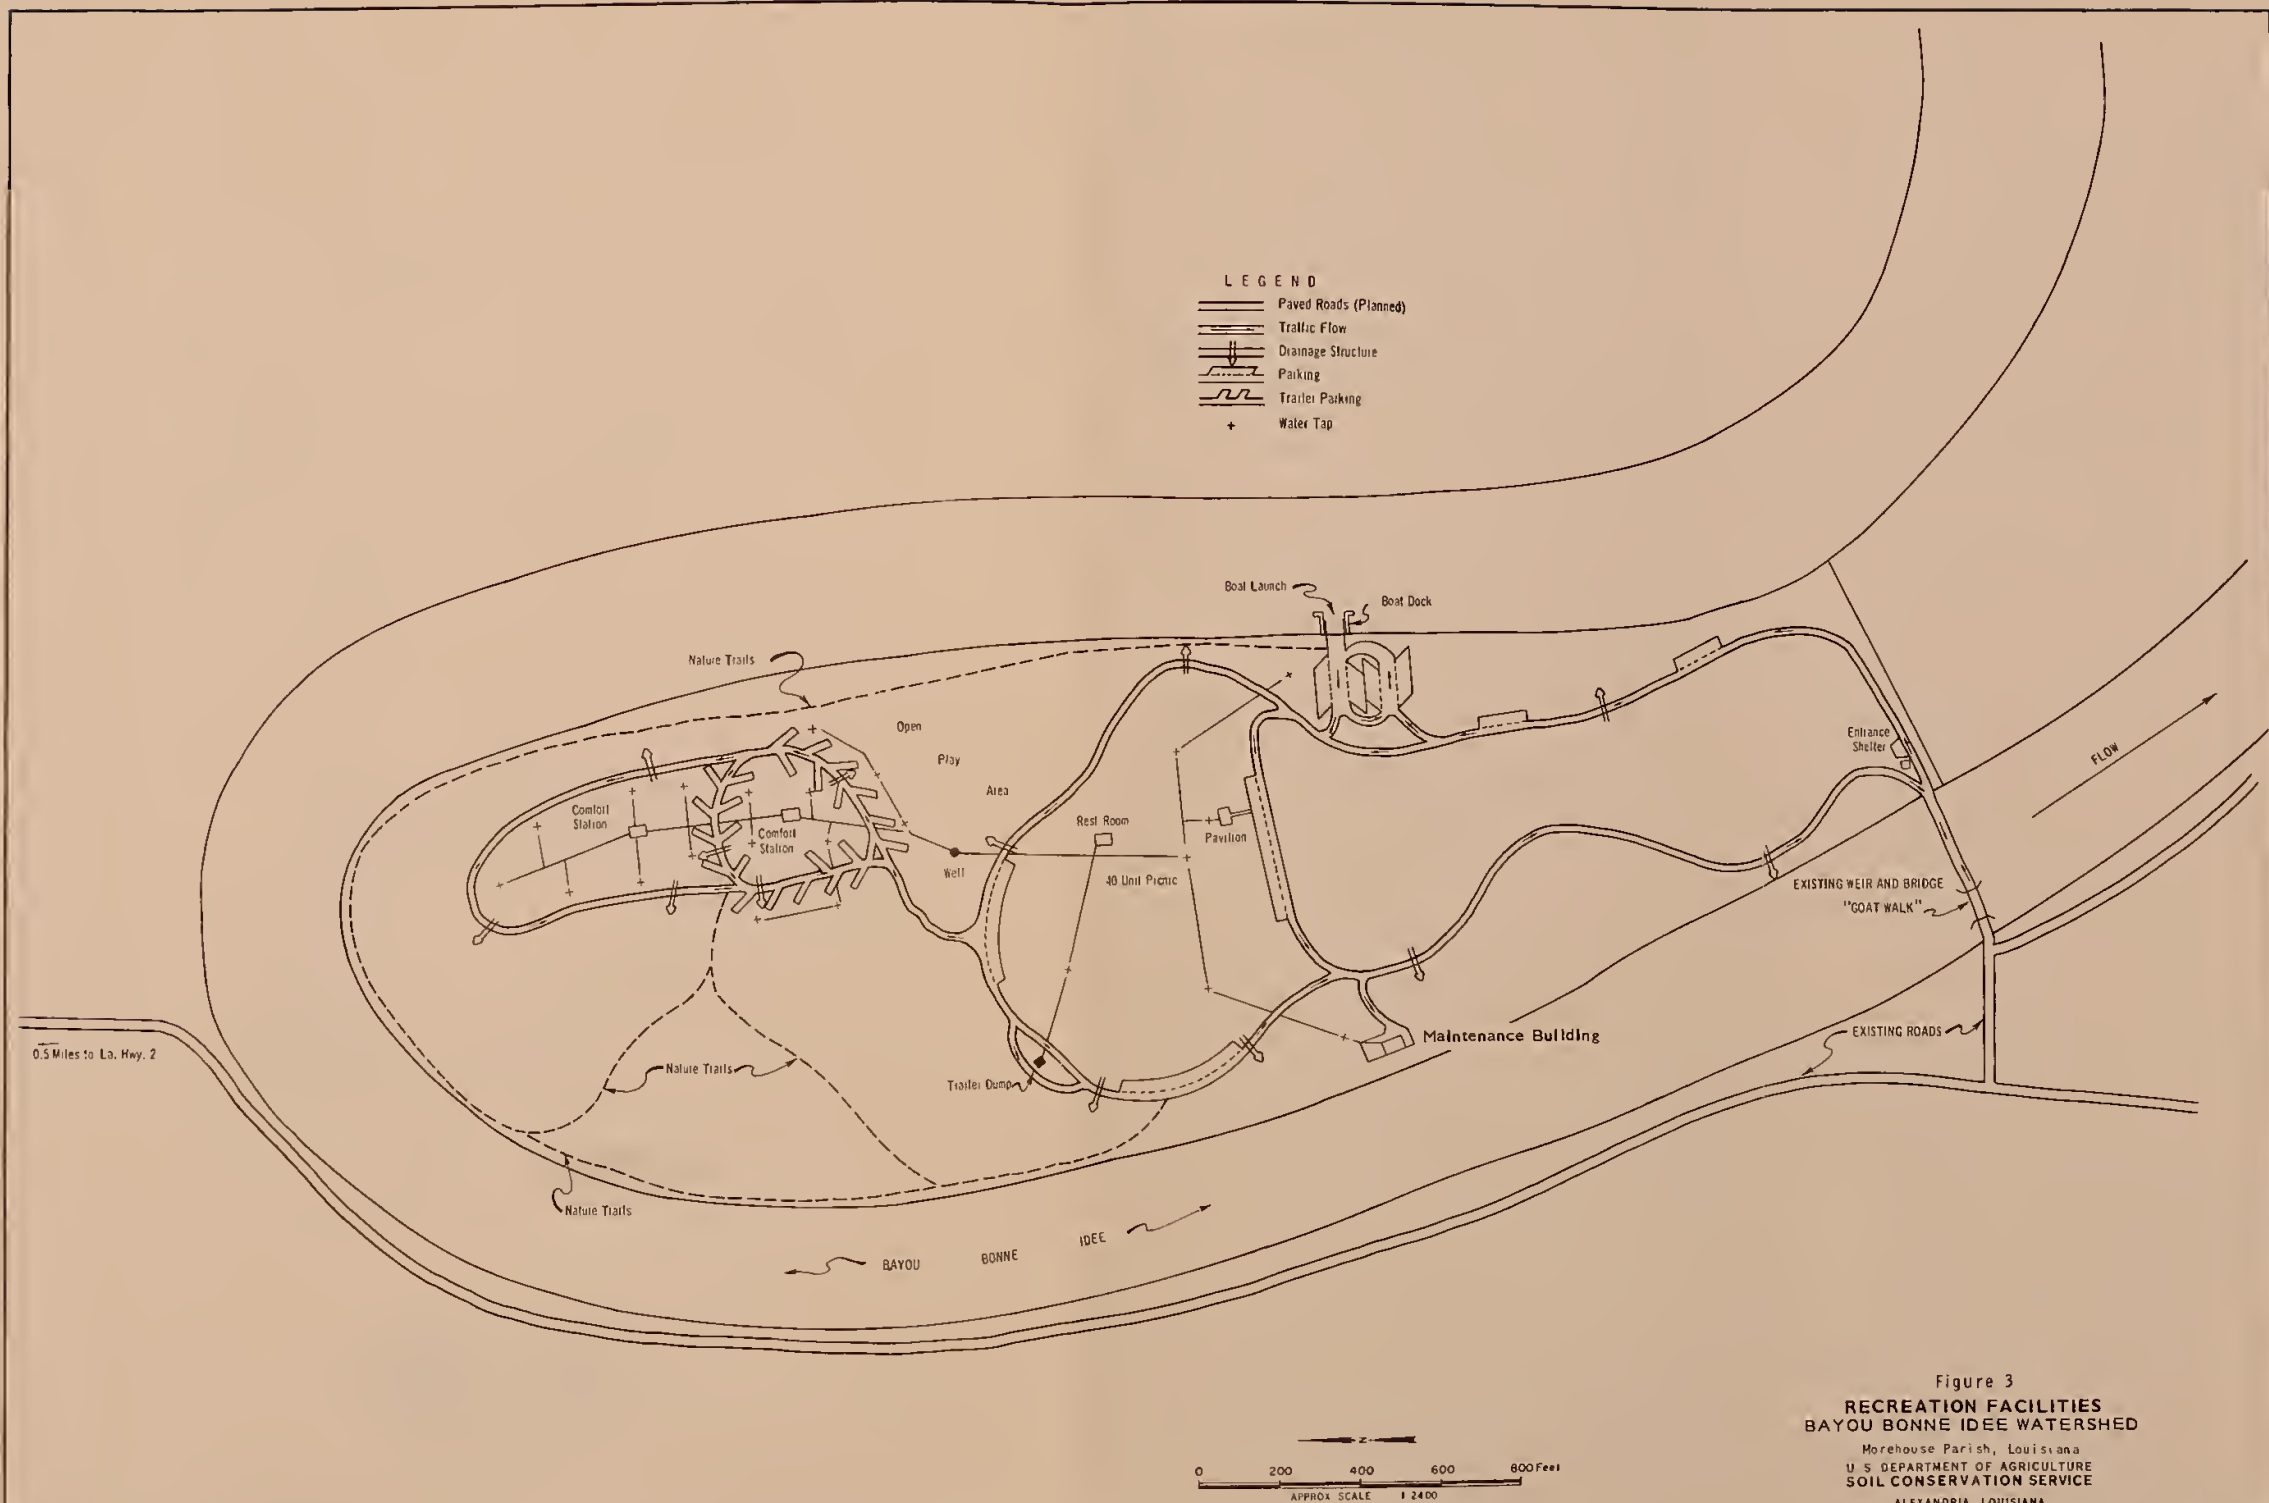 LEGEND
Paved Roads (Planned)
Traffic Flow
Drainage Structure
Parking
Trailer Parking
+ Water Tap
Boat Launch
Boat Dock
Nature Trails
Open
Play
Area
Entrance
Shelter
FLOW
Comfort
Station
Comfort
Station
Rest Room
Pavilion
Well
40 Unit Picnic
EXISTING WEIR AND BRIDGE
"GOAT WALK"
Maintenance Building
EXISTING ROADS
0.5 Miles to La. Hwy. 2
Nature Trails
Trailer Dump
Nature Trails
BAYOU BONNE IDEE
Figure 3
RECREATION FACILITIES
BAYOU BONNE IDEE WATERSHED
Morehouse Parish, Louisiana
U S DEPARTMENT OF AGRICULTURE
SOIL CONSERVATION SERVICE
ALEXANDRIA, LOUISIANA
Z
0 200 400 600 800 Feet
APPROX SCALE 1 2400